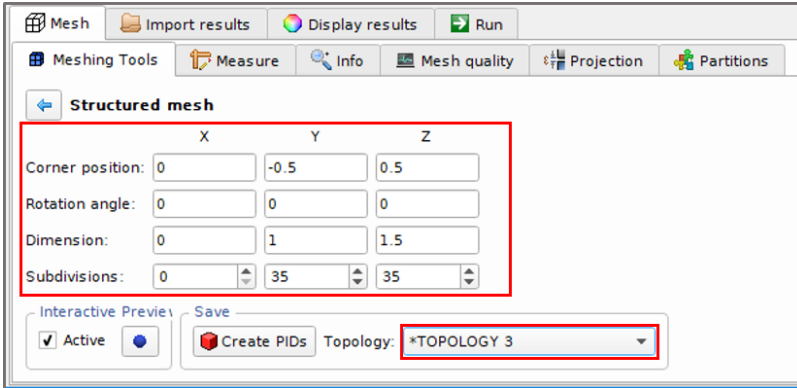 Mesh Import results Display results Run
Meshing Tools Measure Info Mesh quality Projection Partitions
Structured mesh
X Y Z
Corner position: 0 -0.5 0.5
Rotation angle: 0 0 0
Dimension: 0 1 1.5
Subdivisions: 0 35 35
Interactive Previev Save
Active Create PIDs Topology: *TOPOLOGY 3